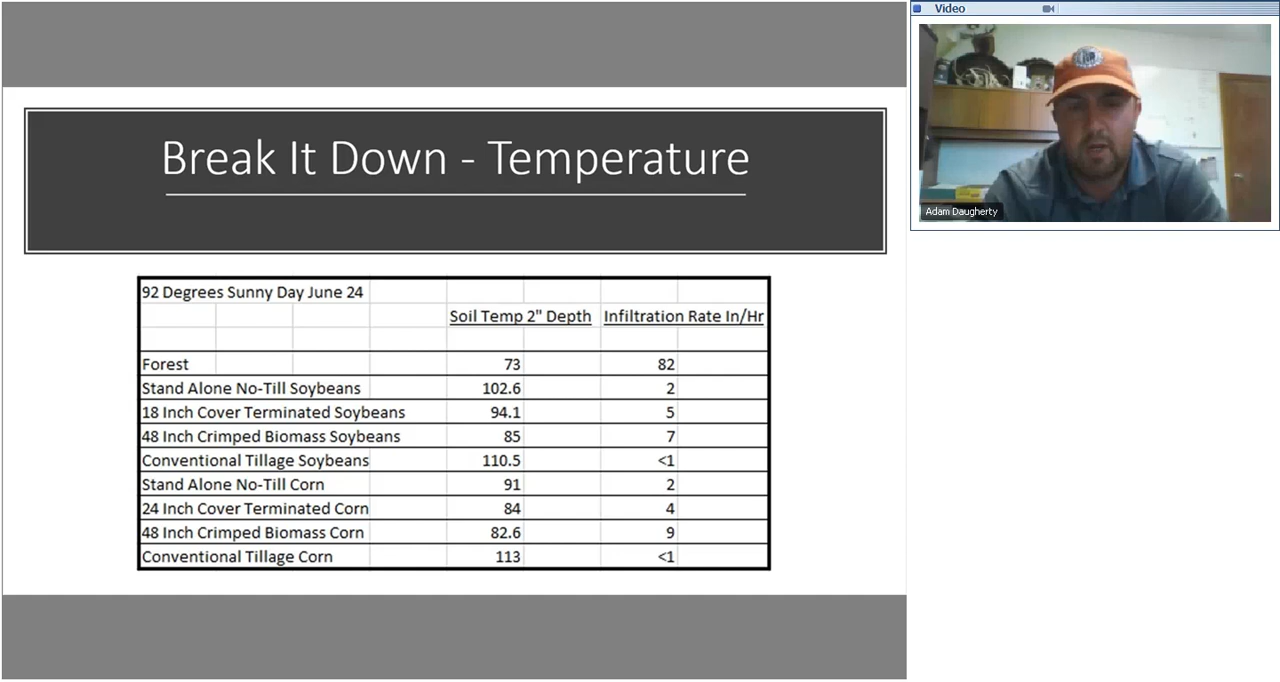 Break It Down - Temperature
92 Degrees Sunny Day June 24
Soil Temp 2" Depth Infiltration Rate In/Hr
Forest 73 82
Stand Alone No-Till Soybeans 102.6 2
18 Inch Cover Terminated Soybeans 94.1 5
48 Inch Crimped Biomass Soybeans 85 7
Conventional Tillage Soybeans 110.5 <1
Stand Alone No-Till Corn 91 2
24 Inch Cover Terminated Corn 84 4
48 Inch Crimped Biomass Corn 82.6 9
Conventional Tillage Corn 113 <1
Video
Adam Daugherty